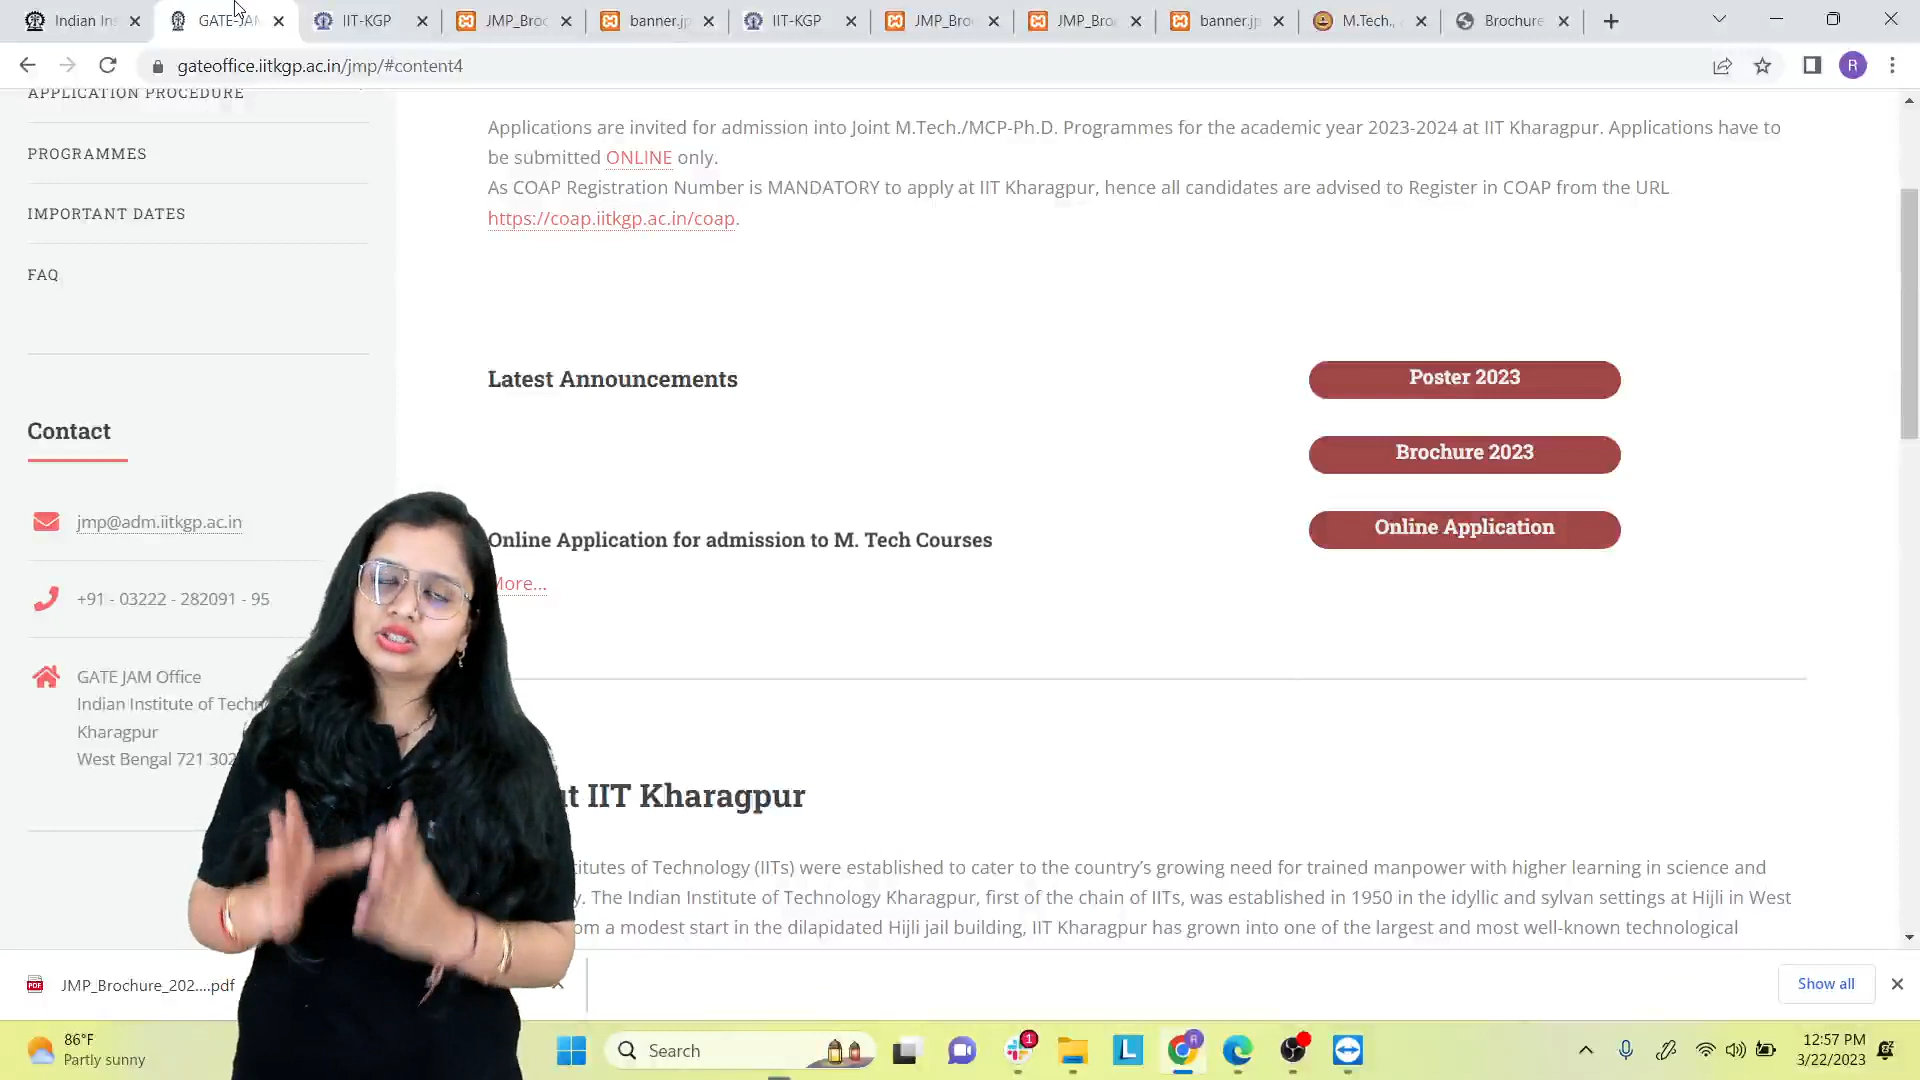 Indian In
GATE-JAM
IIT-KGP
JMP_Broc
banner.jp
IIT-KGP
JMP_Bro
JMP_Bro
banner.jp
M.Tech.,
Brochure
gateoffice.iitkgp.ac.in/jmp/#content4
R
APPLICATION PROCEDURE
PROGRAMMES
IMPORTANT DATES
FAQ
Contact
jmp@adm.iitkgp.ac.in
+91 - 03222 - 282091 - 95
GATE JAM Office
Indian Institute of Techn
Kharagpur
West Bengal 721 302
Applications are invited for admission into Joint M.Tech./MCP-Ph.D. Programmes for the academic year 2023-2024 at IIT Kharagpur. Applications have to
be submitted ONLINE only.
As COAP Registration Number is MANDATORY to apply at IIT Kharagpur, hence all candidates are advised to Register in COAP from the URL
https://coap.iitkgp.ac.in/coap.
Latest Announcements
Poster 2023
Brochure 2023
Online Application
Online Application for admission to M. Tech Courses
More...
ut IIT Kharagpur
titutes of Technology (IITs) were established to cater to the country's growing need for trained manpower with higher learning in science and
y. The Indian Institute of Technology Kharagpur, first of the chain of IITs, was established in 1950 in the idyllic and sylvan settings at Hijli in West
om a modest start in the dilapidated Hijli jail building, IIT Kharagpur has grown into one of the largest and most well-known technological
JMP_Brochure_202....pdf
Show all
86°F
Partly sunny
Search
1
L
R
12:57 PM
3/22/2023